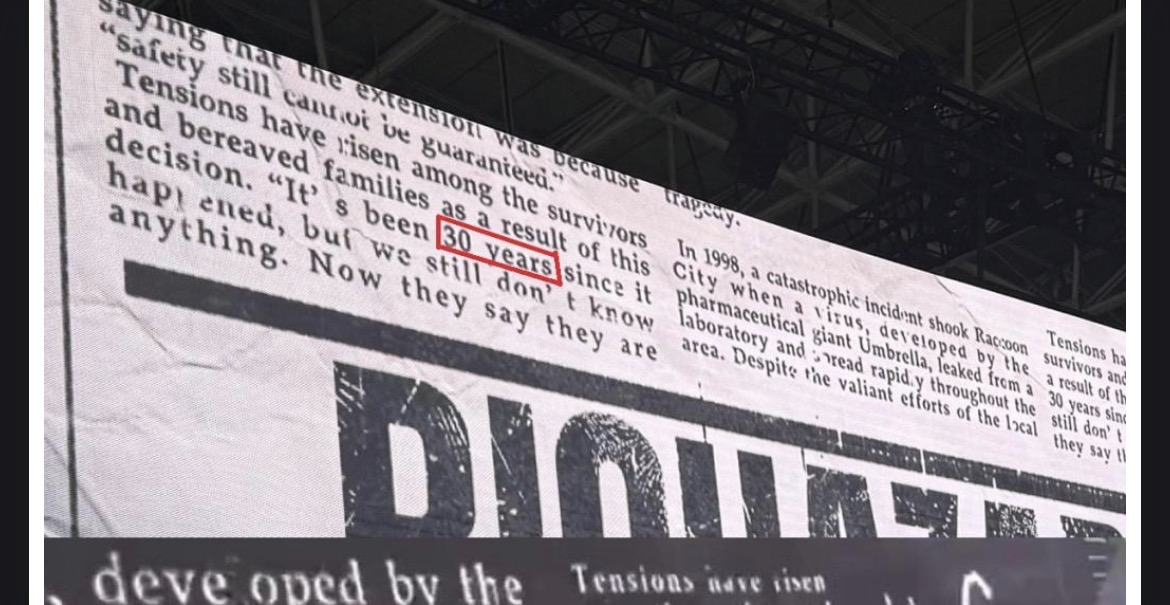 saying that the extension was because
"safety still cannot be guaranteed."
Tensions have risen among the survivors
and bereaved families as a result of this
decision. "It' s been 30 years since it
happened, but we still don' t know
anything. Now they say they are
tragedy.
In 1998, a catastrophic incident shook Raccoon
City when a virus, developed by the
pharmaceutical giant Umbrella, leaked from a
laboratory and spread rapidly throughout the
area. Despite the valiant efforts of the local
Tensions ha
survivors and
a result of th
30 years sinc
still don' t
they say th
BIOHAZAR
, developed by the
Tensions have risen